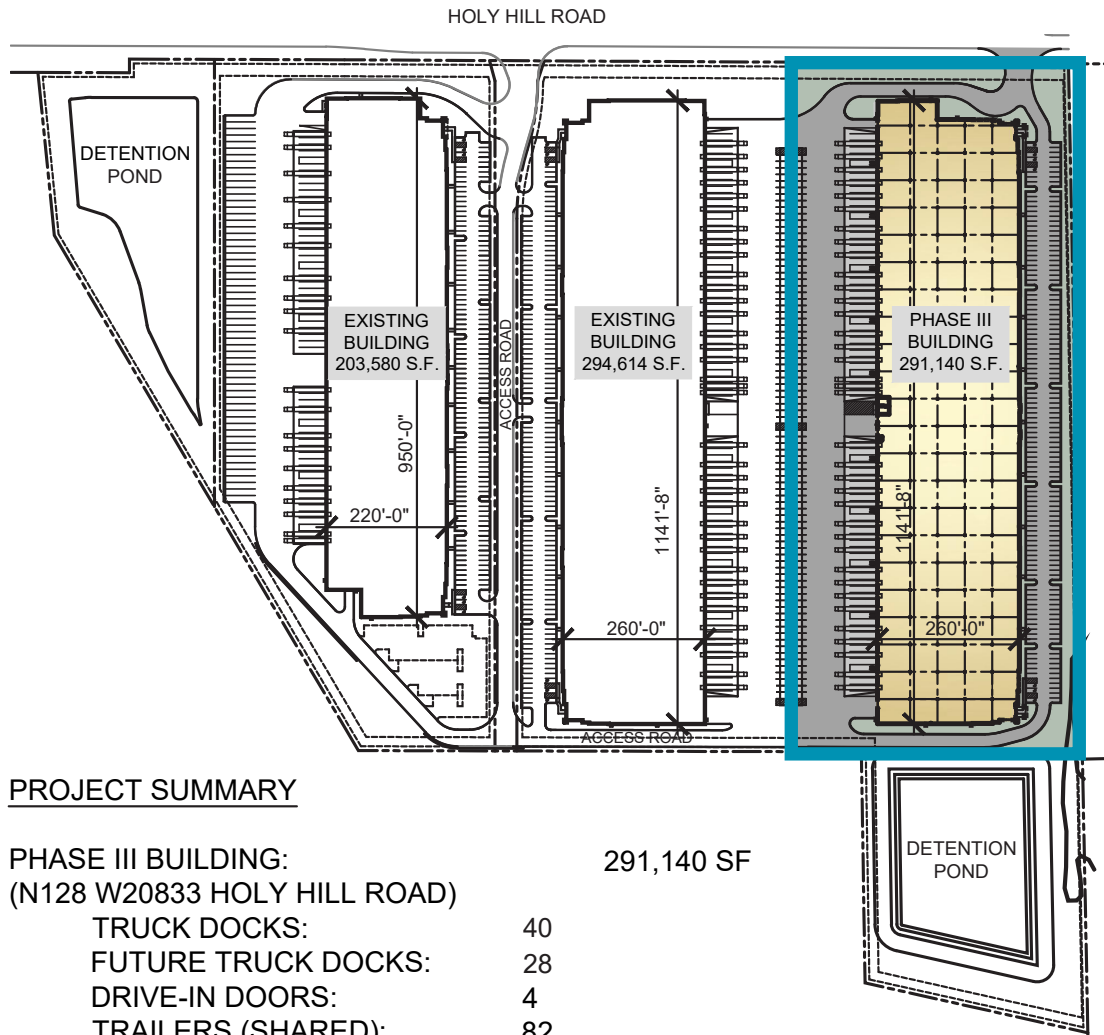 HOLY HILL ROAD
DETENTION
POND
EXISTING
BUILDING
203,580 S.F.
ACCESS ROAD
EXISTING
BUILDING
294,614 S.F.
PHASE III
BUILDING
291,140 S.F.
950'-0"
220'-0"
1141'-8"
260'-0"
1141'-8"
260'-0"
ACCESS ROAD
DETENTION
POND
PROJECT SUMMARY
PHASE III BUILDING: 291,140 SF
(N128 W20833 HOLY HILL ROAD)
TRUCK DOCKS: 40
FUTURE TRUCK DOCKS: 28
DRIVE-IN DOORS: 4
TRAILERS (SHARED): 82